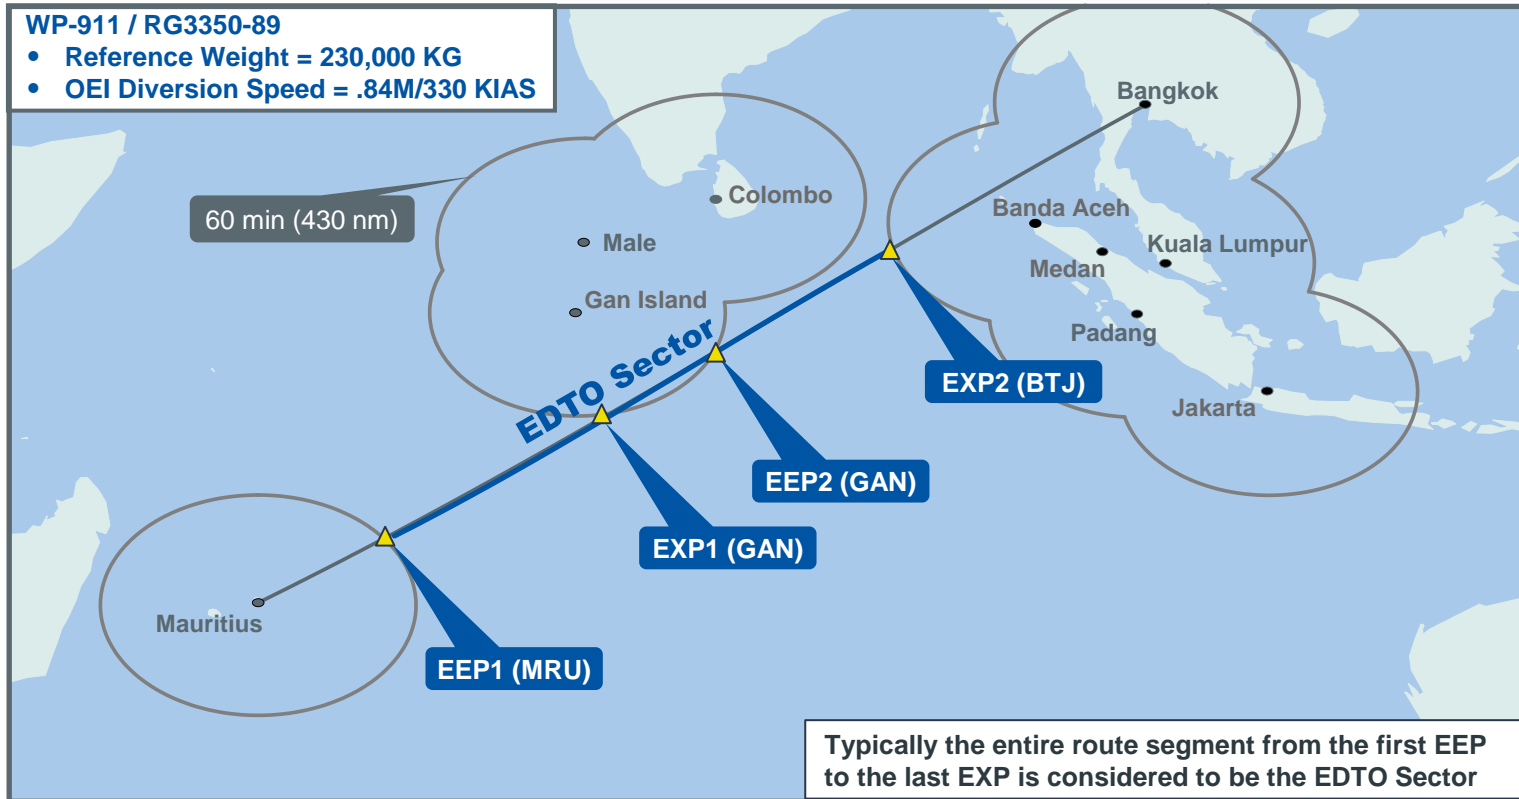 WP-911 / RG3350-89
• Reference Weight = 230,000 KG
• OEI Diversion Speed = .84M/330 KIAS
Bangkok
60 min (430 nm)
Colombo
Banda Aceh
Male
Kuala Lumpur
Medan
Gan Island
Padang
EDTO Sector
EXP2 (BTJ)
Jakarta
EEP2 (GAN)
EXP1 (GAN)
Mauritius
EEP1 (MRU)
Typically the entire route segment from the first EEP
to the last EXP is considered to be the EDTO Sector